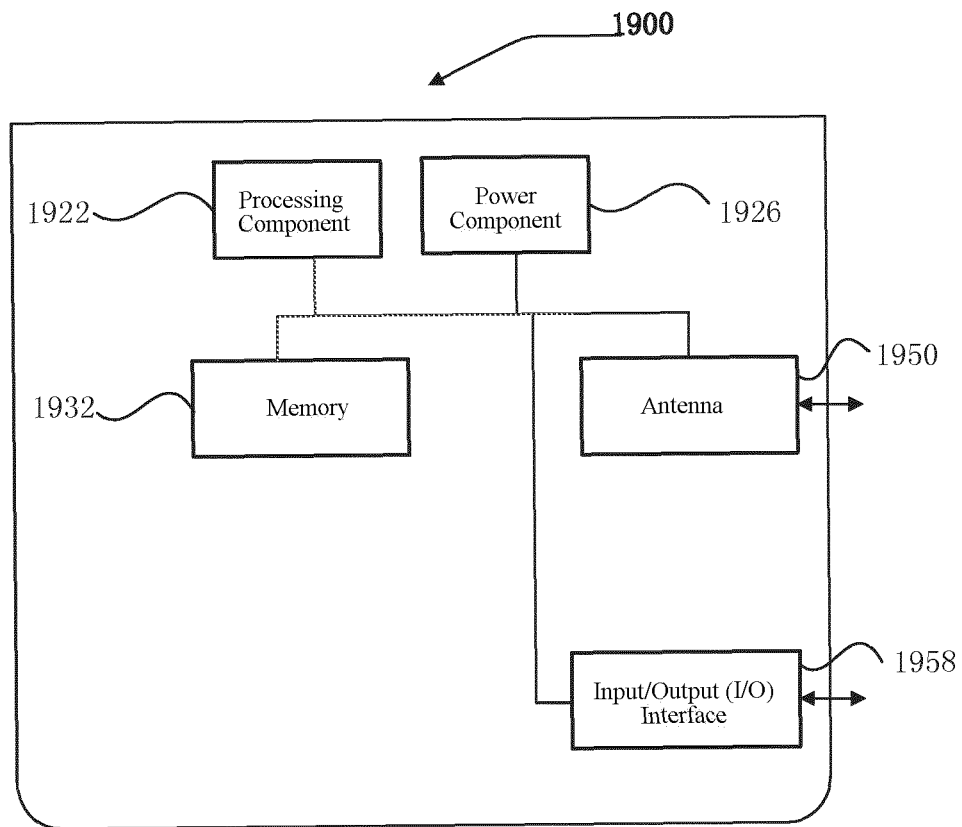 1900
Processing
Component
Power
Component
1922
1926
1950
1932
Memory
Antenna
1958
Input/Output (I/O)
Interface